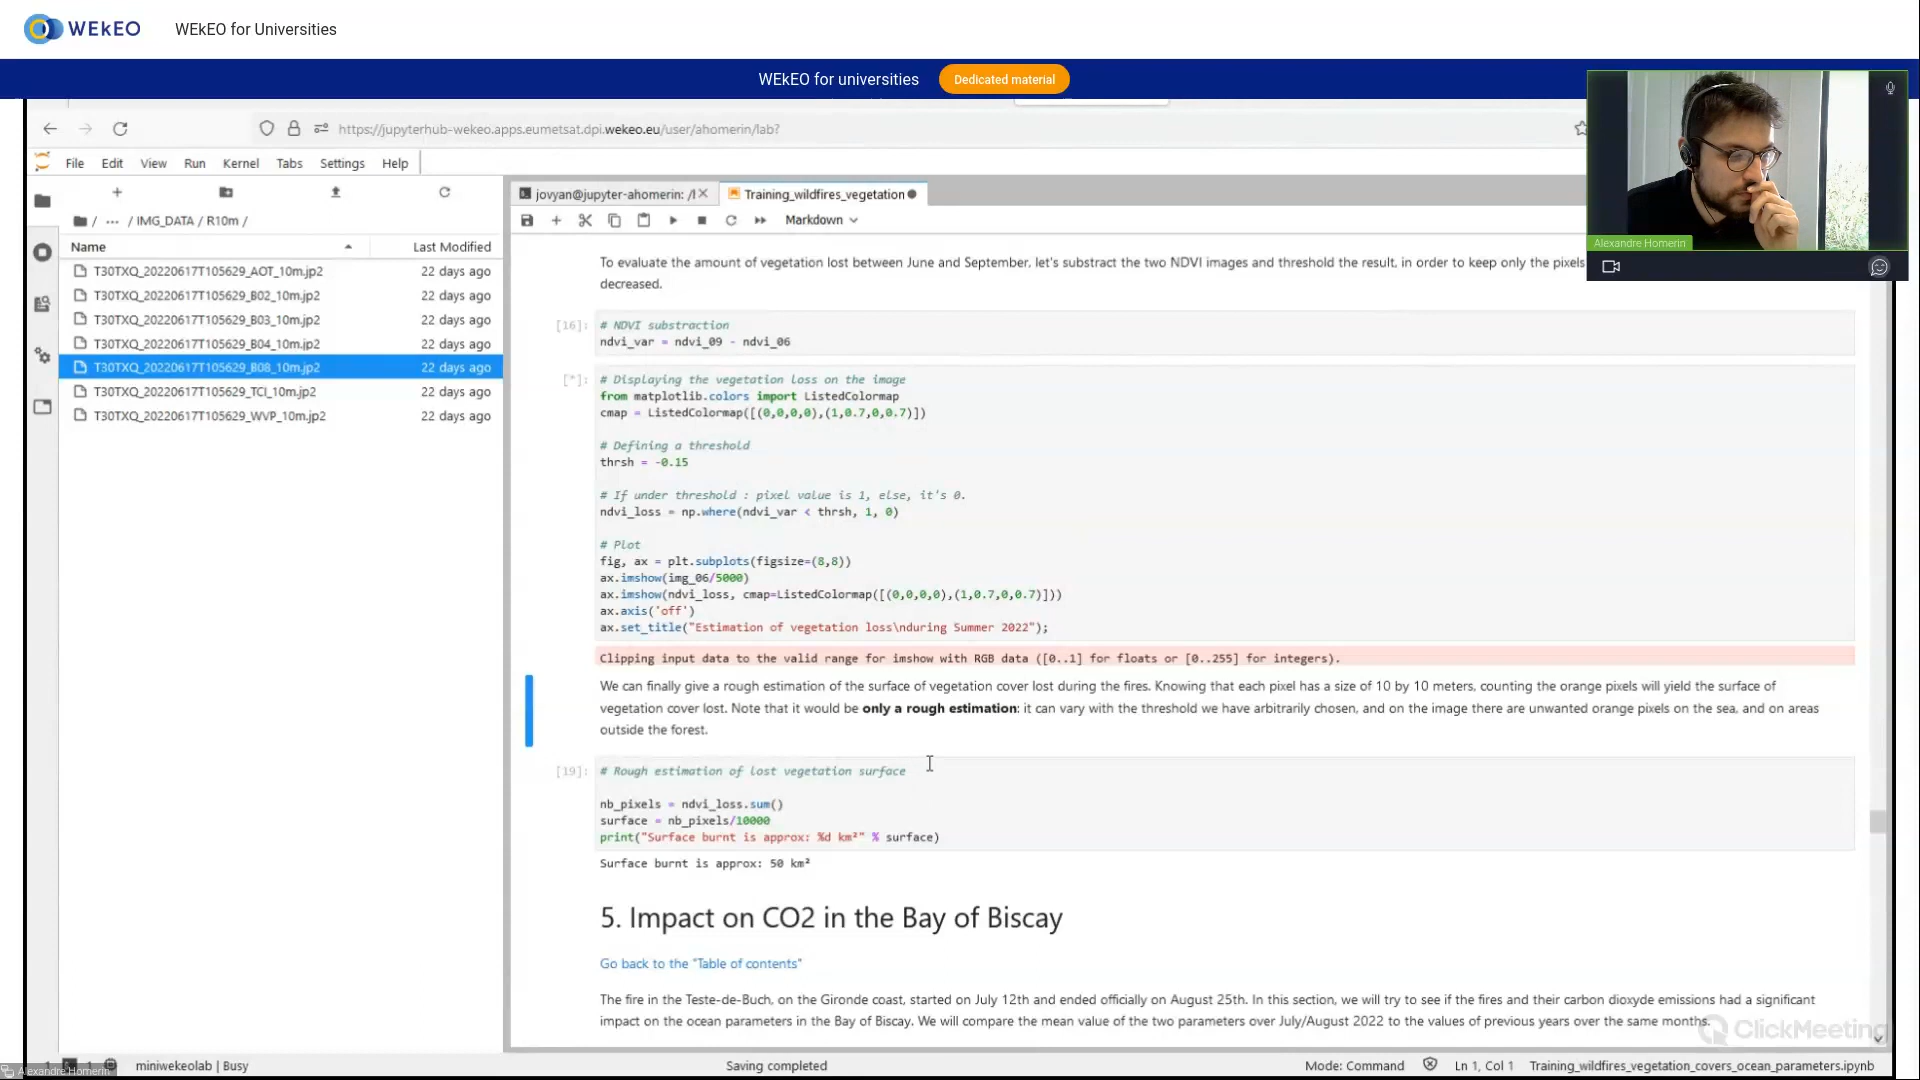 WEkEO
WEkEO for Universities
WEkEO for universities
Dedicated material
https://jupyterhub-wekeo.apps.eumetsat.dpi.wekeo.eu/user/ahomerin/lab?
File Edit View Run Kernel Tabs Settings Help
jovyan@jupyter-ahomerin: /l
Training_wildfires_vegetation
Markdown
/ ··· / IMG_DATA / R10m /
Name Last Modified
T30TXQ_20220617T105629_AOT_10m.jp2 22 days ago
T30TXQ_20220617T105629_B02_10m.jp2 22 days ago
T30TXQ_20220617T105629_B03_10m.jp2 22 days ago
T30TXQ_20220617T105629_B04_10m.jp2 22 days ago
T30TXQ_20220617T105629_B08_10m.jp2 22 days ago
T30TXQ_20220617T105629_TCI_10m.jp2 22 days ago
T30TXQ_20220617T105629_WVP_10m.jp2 22 days ago
To evaluate the amount of vegetation lost between June and September, let's substract the two NDVI images and threshold the result, in order to keep only the pixels
decreased.
[16]: # NDVI substraction
ndvi_var = ndvi_09 - ndvi_06
[*]: # Displaying the vegetation loss on the image
from matplotlib.colors import ListedColormap
cmap = ListedColormap([(0,0,0,0),(1,0.7,0,0.7)])
# Defining a threshold
thrsh = -0.15
# If under threshold : pixel value is 1, else, it's 0.
ndvi_loss = np.where(ndvi_var < thrsh, 1, 0)
# Plot
fig, ax = plt.subplots(figsize=(8,8))
ax.imshow(img_06/5000)
ax.imshow(ndvi_loss, cmap=ListedColormap([(0,0,0,0),(1,0.7,0,0.7)]))
ax.axis('off')
ax.set_title("Estimation of vegetation loss\nduring Summer 2022");
Clipping input data to the valid range for imshow with RGB data ([0..1] for floats or [0..255] for integers).
We can finally give a rough estimation of the surface of vegetation cover lost during the fires. Knowing that each pixel has a size of 10 by 10 meters, counting the orange pixels will yield the surface of
vegetation cover lost. Note that it would be only a rough estimation: it can vary with the threshold we have arbitrarily chosen, and on the image there are unwanted orange pixels on the sea, and on areas
outside the forest.
[19]: # Rough estimation of lost vegetation surface
nb_pixels = ndvi_loss.sum()
surface = nb_pixels/10000
print("Surface burnt is approx: %d km²" % surface)
Surface burnt is approx: 50 km²
5. Impact on CO2 in the Bay of Biscay
Go back to the "Table of contents"
The fire in the Teste-de-Buch, on the Gironde coast, started on July 12th and ended officially on August 25th. In this section, we will try to see if the fires and their carbon dioxyde emissions had a significant
impact on the ocean parameters in the Bay of Biscay. We will compare the mean value of the two parameters over July/August 2022 to the values of previous years over the same months.
Alexandre Homerin
ClickMeeting
miniwekeolab | Busy
Saving completed
Mode: Command
Ln 1, Col 1
Training_wildfires_vegetation_covers_ocean_parameters.ipynb
Alexandre Homerin